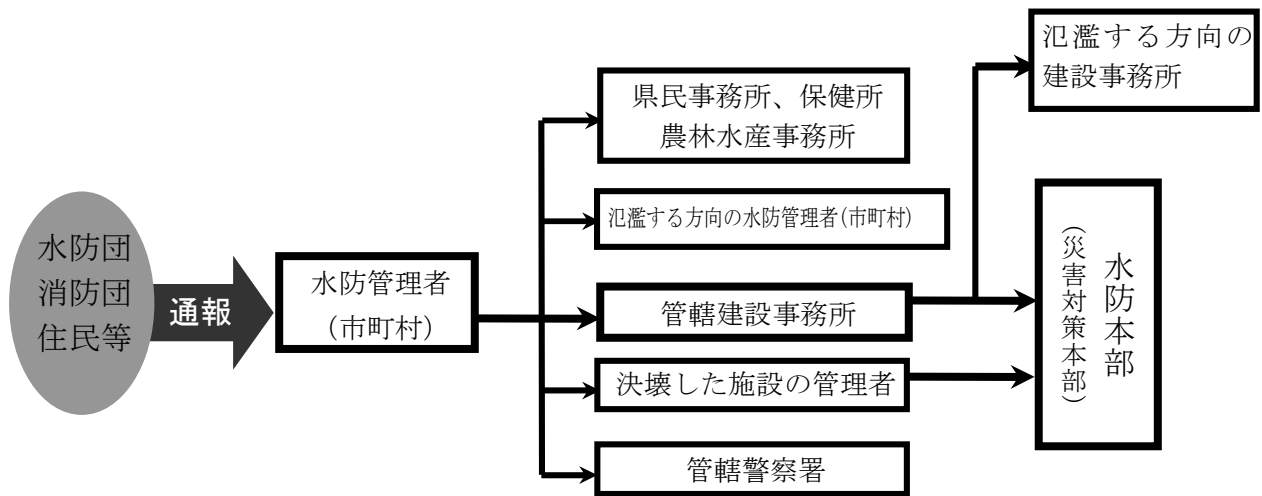 水防団
消防団
住民等
通報
水防管理者
(市町村)
県民事務所、保健所
農林水産事務所
氾濫する方向の水防管理者(市町村)
管轄建設事務所
決壊した施設の管理者
管轄警察署
氾濫する方向の
建設事務所
水防本部
(災害対策本部)